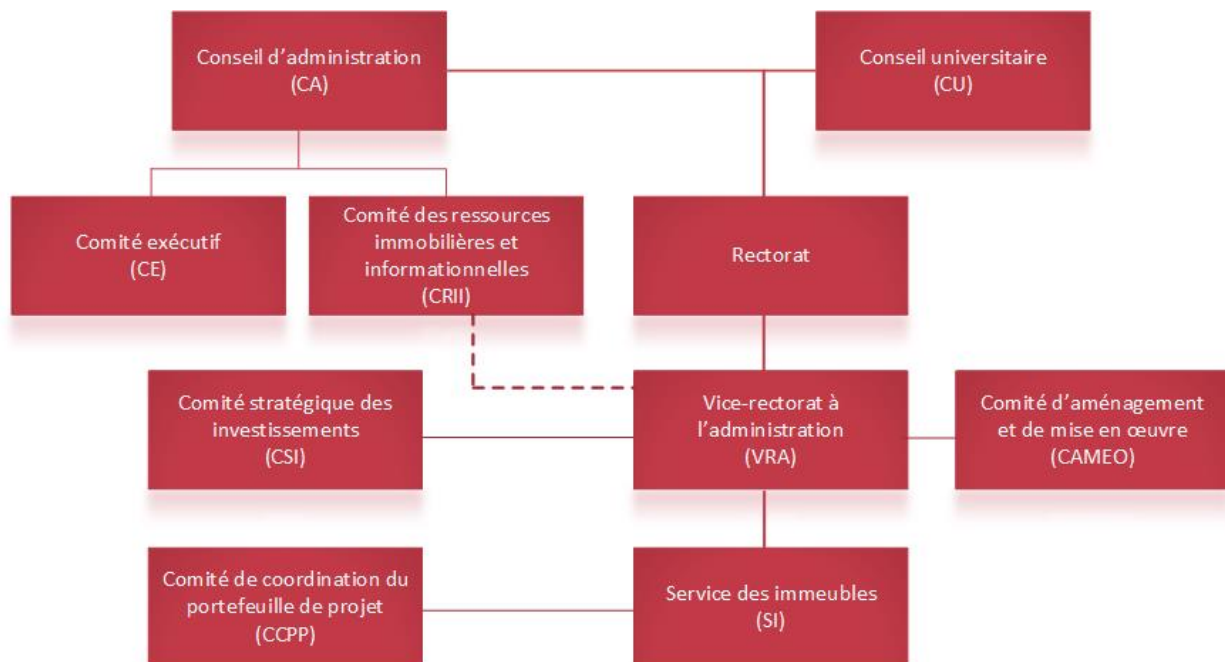 Conseil d’administration
(CA)
Conseil universitaire
(CU)
Comité exécutif
(CE)
Comité des ressources
immobilières et
informationnelles
(CRII)
Rectorat
Comité stratégique des
investissements
(CSI)
Vice-rectorat à
l’administration
(VRA)
Comité d’aménagement
et de mise en œuvre
(CAMEO)
Comité de coordination du
portefeuille de projet
(CCPP)
Service des immeubles
(SI)